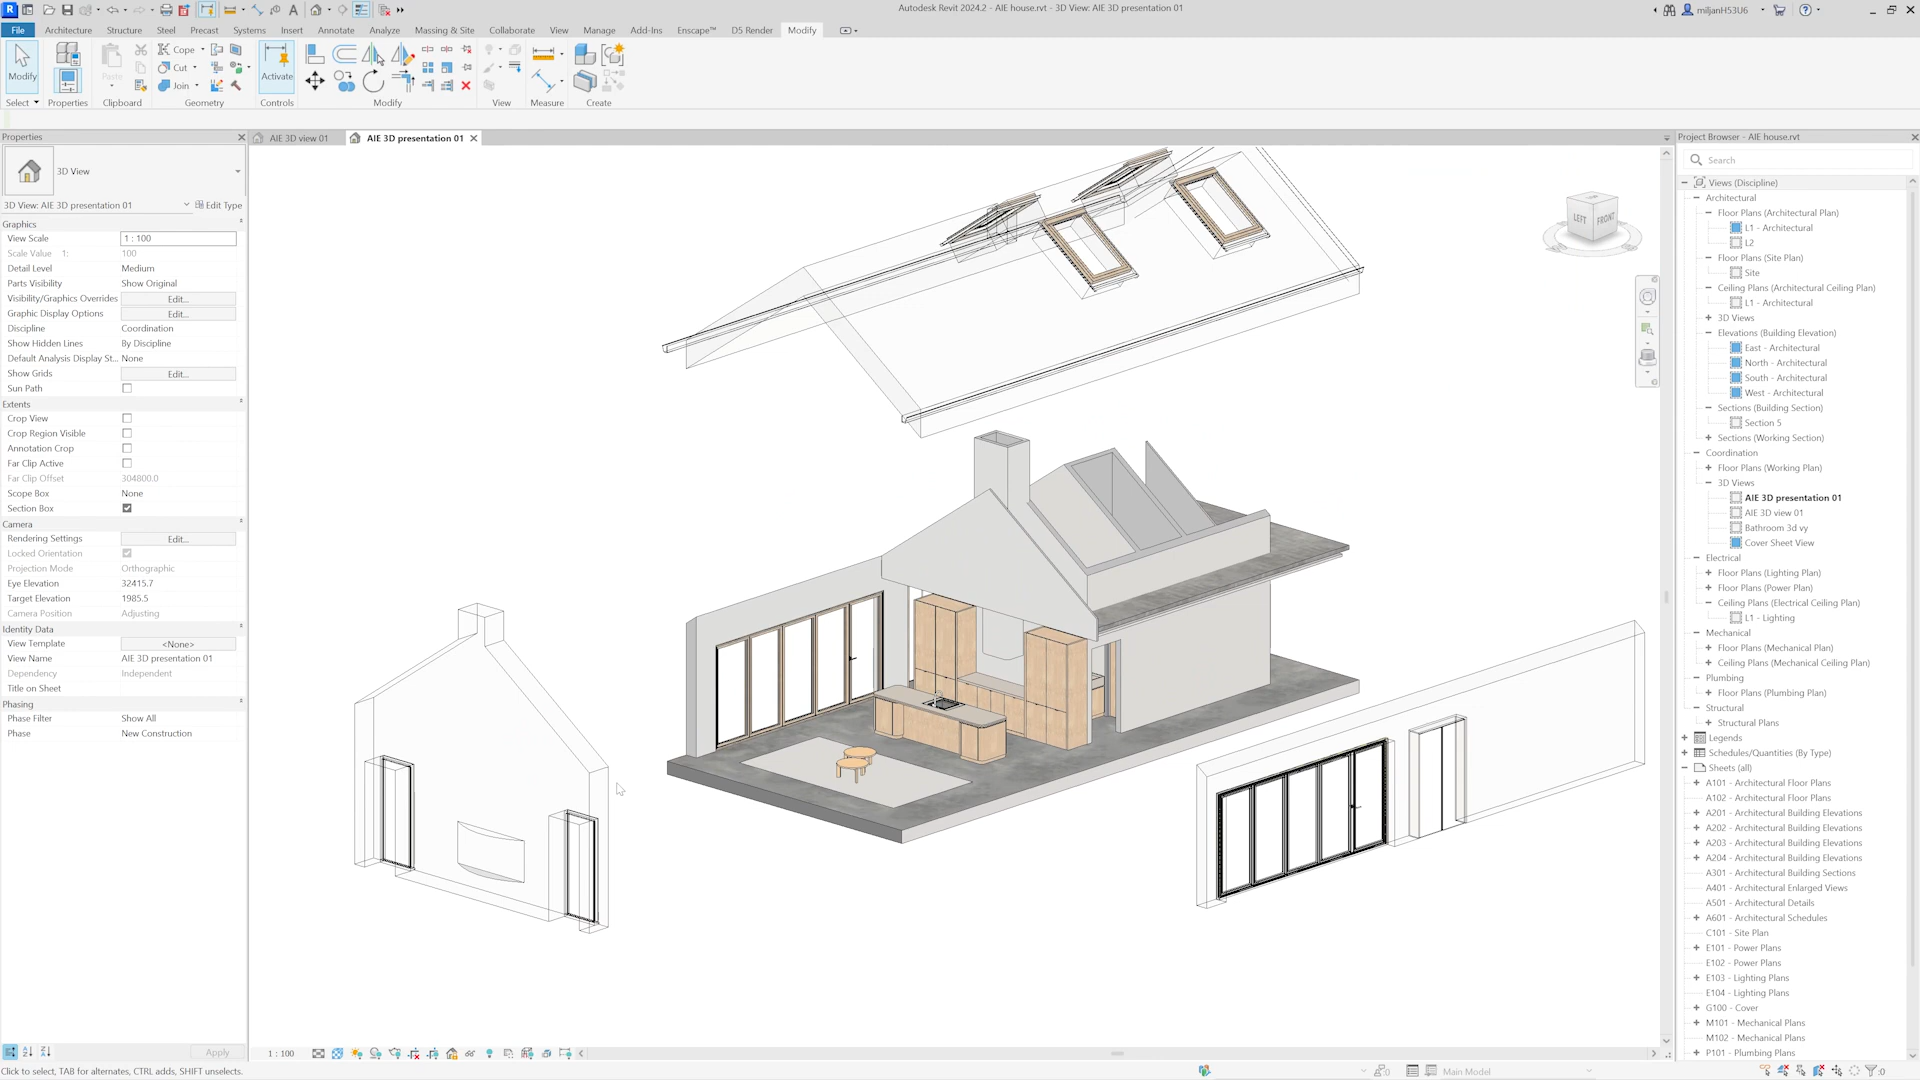 Autodesk Revit 2024.2 - AIE house.rvt - 3D View: AIE 3D presentation 01
miljanH53U6
File Architecture Structure Steel Precast Systems Insert Annotate Analyze Massing & Site Collaborate View Manage Add-Ins Enscape™ D5 Render Modify
Modify
Paste
Cope
Cut
Join
Activate
Select Properties Clipboard Geometry Controls Modify View Measure Create
Properties
AIE 3D view 01
AIE 3D presentation 01
3D View
3D View: AIE 3D presentation 01 Edit Type
Graphics
View Scale 1 : 100
Scale Value 1: 100
Detail Level Medium
Parts Visibility Show Original
Visibility/Graphics Overrides Edit...
Graphic Display Options Edit...
Discipline Coordination
Show Hidden Lines By Discipline
Default Analysis Display St... None
Show Grids Edit...
Sun Path
Extents
Crop View
Crop Region Visible
Annotation Crop
Far Clip Active
Far Clip Offset 304800.0
Scope Box None
Section Box
Camera
Rendering Settings Edit...
Locked Orientation
Projection Mode Orthographic
Eye Elevation 32415.7
Target Elevation 1985.5
Camera Position Adjusting
Identity Data
View Template <None>
View Name AIE 3D presentation 01
Dependency Independent
Title on Sheet
Phasing
Phase Filter Show All
Phase New Construction
Apply
LEFT FRONT
Project Browser - AIE house.rvt
Search
Views (Discipline)
Architectural
Floor Plans (Architectural Plan)
L1 - Architectural
L2
Floor Plans (Site Plan)
Site
Ceiling Plans (Architectural Ceiling Plan)
L1 - Architectural
3D Views
Elevations (Building Elevation)
East - Architectural
North - Architectural
South - Architectural
West - Architectural
Sections (Building Section)
Section 5
Sections (Working Section)
Coordination
Floor Plans (Working Plan)
3D Views
AIE 3D presentation 01
AIE 3D view 01
Bathroom 3d vy
Cover Sheet View
Electrical
Floor Plans (Lighting Plan)
Floor Plans (Power Plan)
Ceiling Plans (Electrical Ceiling Plan)
L1 - Lighting
Mechanical
Floor Plans (Mechanical Plan)
Ceiling Plans (Mechanical Ceiling Plan)
Plumbing
Floor Plans (Plumbing Plan)
Structural
Structural Plans
Legends
Schedules/Quantities (By Type)
Sheets (all)
A101 - Architectural Floor Plans
A102 - Architectural Floor Plans
A201 - Architectural Building Elevations
A202 - Architectural Building Elevations
A203 - Architectural Building Elevations
A204 - Architectural Building Elevations
A301 - Architectural Building Sections
A401 - Architectural Enlarged Views
A501 - Architectural Details
A601 - Architectural Schedules
C101 - Site Plan
E101 - Power Plans
E102 - Power Plans
E103 - Lighting Plans
E104 - Lighting Plans
G100 - Cover
M101 - Mechanical Plans
M102 - Mechanical Plans
P101 - Plumbing Plans
1 : 100
Click to select, TAB for alternates, CTRL adds, SHIFT unselects.
:0
Main Model
:0